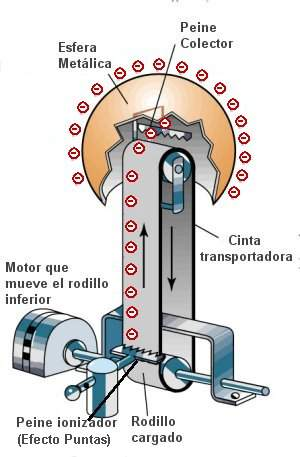 Peine
Colector
Esfera
Metálica
Cinta
transportadora
Motor que
mueve el rodillo
inferior
Peine ionizador
(Efecto Puntas)
Rodillo
cargado